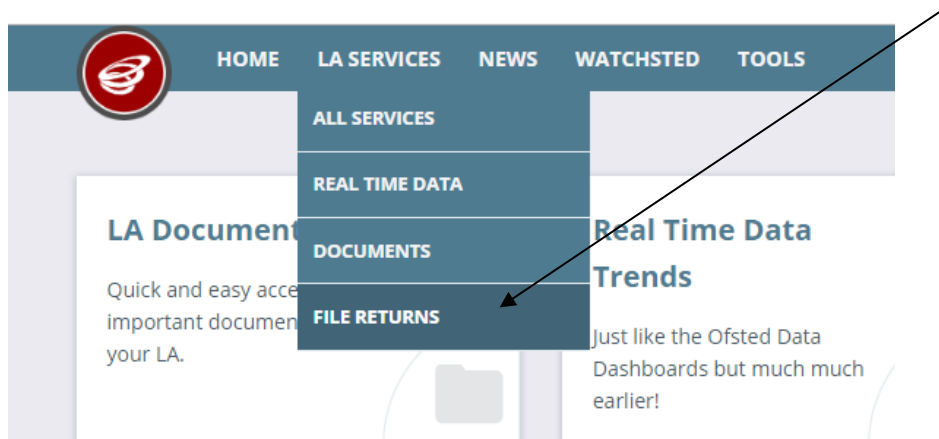 HOME LA SERVICES NEWS WATCHSTED TOOLS
ALL SERVICES
REAL TIME DATA
DOCUMENTS
FILE RETURNS
LA Document
Quick and easy acce
important documen
your LA.
Real Time Data
Trends
Just like the Ofsted Data
Dashboards but much much
earlier!